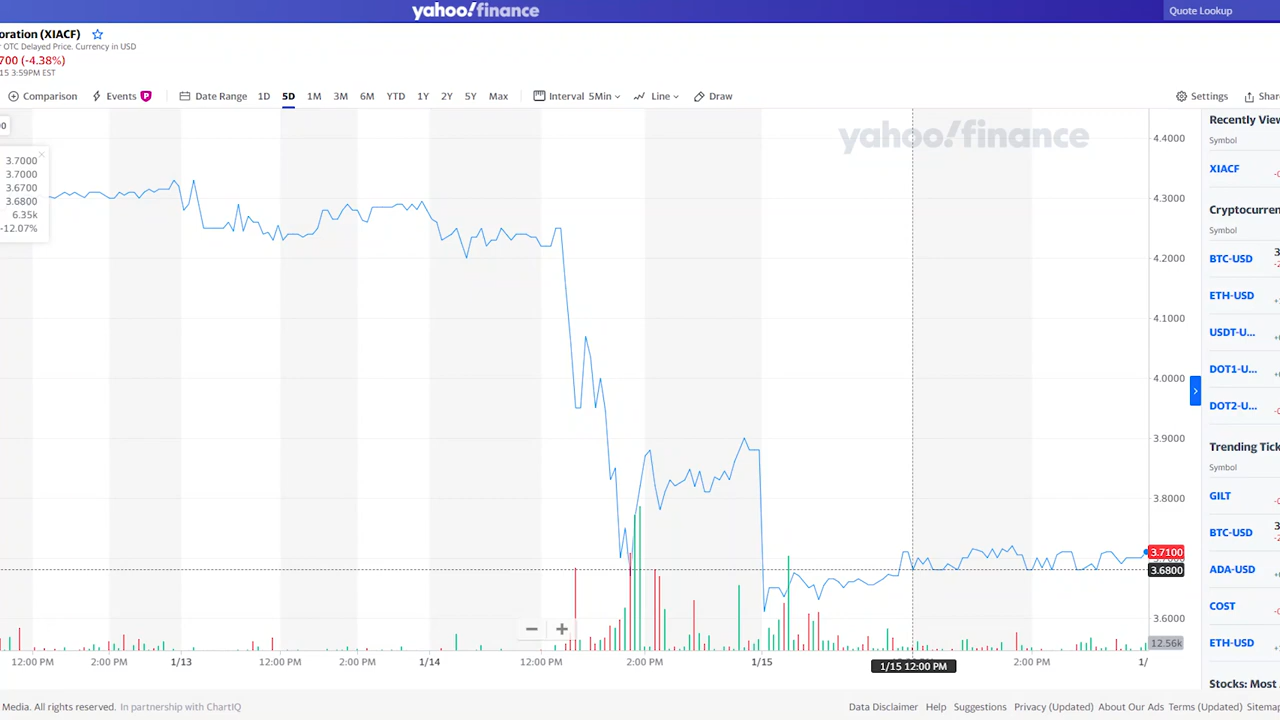 yahoo!finance
Quote Lookup
oration (XIACF)
OTC Delayed Price. Currency in USD
700 (-4.38%)
15 3:59PM EST
Comparison Events P Date Range 1D 5D 1M 3M 6M YTD 1Y 2Y 5Y Max Interval 5Min Line Draw Settings Shar
yahoo!finance
3.7000
3.7000
3.6700
3.6800
6.35k
-12.07%
4.4000
4.3000
4.2000
4.1000
4.0000
3.9000
3.8000
3.7100
3.6800
3.6000
12.56k
12:00 PM 2:00 PM 1/13 12:00 PM 2:00 PM 1/14 12:00 PM 2:00 PM 1/15 1/15 12:00 PM 2:00 PM 1/
Recently View
Symbol
XIACF
Cryptocurren
Symbol
BTC-USD
ETH-USD
USDT-U...
DOT1-U...
DOT2-U...
Trending Tick
Symbol
GILT
BTC-USD
ADA-USD
COST
ETH-USD
Stocks: Most
Media. All rights reserved. In partnership with ChartIQ
Data Disclaimer Help Suggestions Privacy (Updated) About Our Ads Terms (Updated) Sitemap